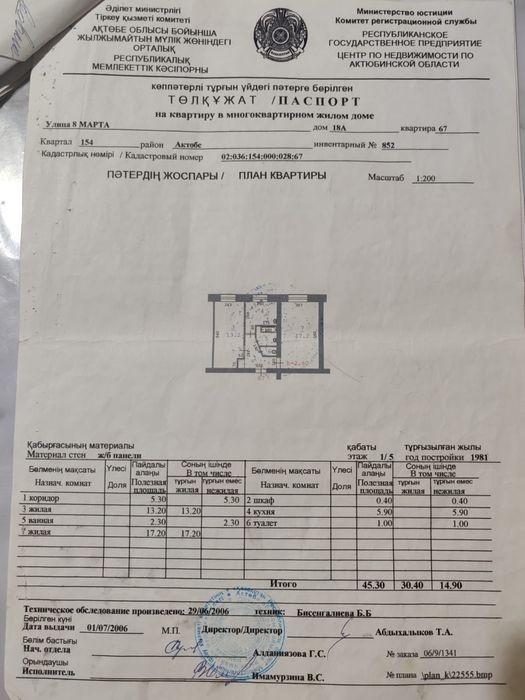 Әділет министрлігі
Тіркеу қызметі комитеті
АҚТӨБЕ ОБЛЫСЫ БОЙЫНША
ЖЫЛЖЫМАЙТЫН МҮЛІК ЖӨНІНДЕГІ
ОРТАЛЫҚ
РЕСПУБЛИКАЛЫҚ
МЕМЛЕКЕТТІК КӘСІПОРНЫ
Министерство юстиции
Комитет регистрационной службы
РЕСПУБЛИКАНСКОЕ
ГОСУДАРСТВЕННОЕ ПРЕДПРИЯТИЕ
ЦЕНТР ПО НЕДВИЖИМОСТИ ПО
АКТЮБИНСКОЙ ОБЛАСТИ
көппәтерлі тұрғын үйдегі пәтерге берілген
ТӨЛҚҰЖАТ /ПАСПОРТ
на квартиру в многоквартирном жилом доме
Улица 8 МАРТА дом 18А квартира 67
Квартал 154 район Актобе инвентарный № 852
Кадастрлық нөмірі / Кадастровый номер 02:036:154:000:028:67
ПӘТЕРДІҢ ЖОСПАРЫ / ПЛАН КВАРТИРЫ Масштаб 1:200
13.2 17.2
h=2.50
Қабырғасының материалы қабаты тұрғызылған жылы
Материал стен ж/б панели этаж 1/5 год постройки 1981
Бөлменің мақсаты Үлесі Пайдалы алаңы Соның ішінде Бөлменің мақсаты Үлесі Пайдалы алаңы Соның ішінде
В том числе В том числе
Назнач. комнат Доля Полезная площадь тұрғын жилая тұрғын емес нежилая Назнач. комнат Доля Полезная площадь тұрғын жилая тұрғын емес нежилая
1 коридор 5.30 5.30 2 шкаф 0.40 0.40
3 жилая 13.20 13.20 4 кухня 5.90 5.90
5 ванная 2.30 2.30 6 туалет 1.00 1.00
7 жилая 17.20 17.20
Итого 45.30 30.40 14.90
Техническое обследование произведено: 29/06/2006 техник: Бисенгалиева Б.Б
Берілген күні
Дата выдачи 01/07/2006 М.П. Директор/Директор Абдыхалыков Т.А.
Бөлім бастығы
Нач. отдела Алданиязова Г.С. № заказа 06/9/1341
Орындаушы
Исполнитель Имамурзина В.С. № плана \plan_k\22555.bmp